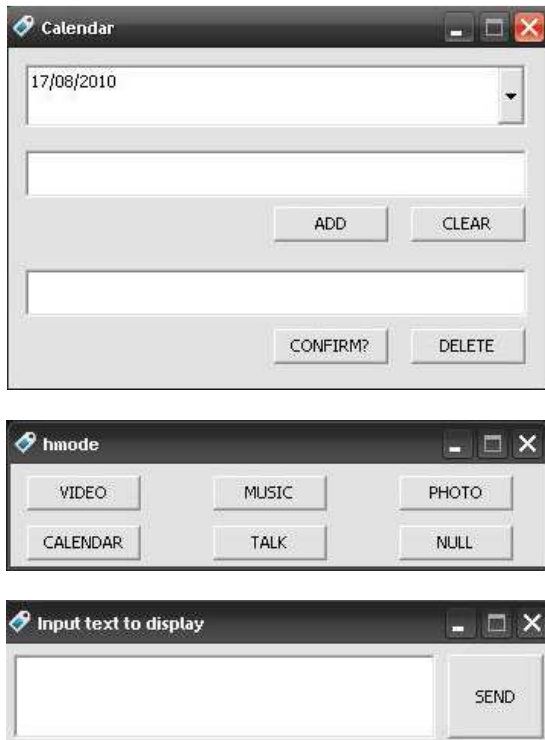 Calendar
17/08/2010
ADD CLEAR
CONFIRM? DELETE
hmode
VIDEO MUSIC PHOTO
CALENDAR TALK NULL
Input text to display
SEND